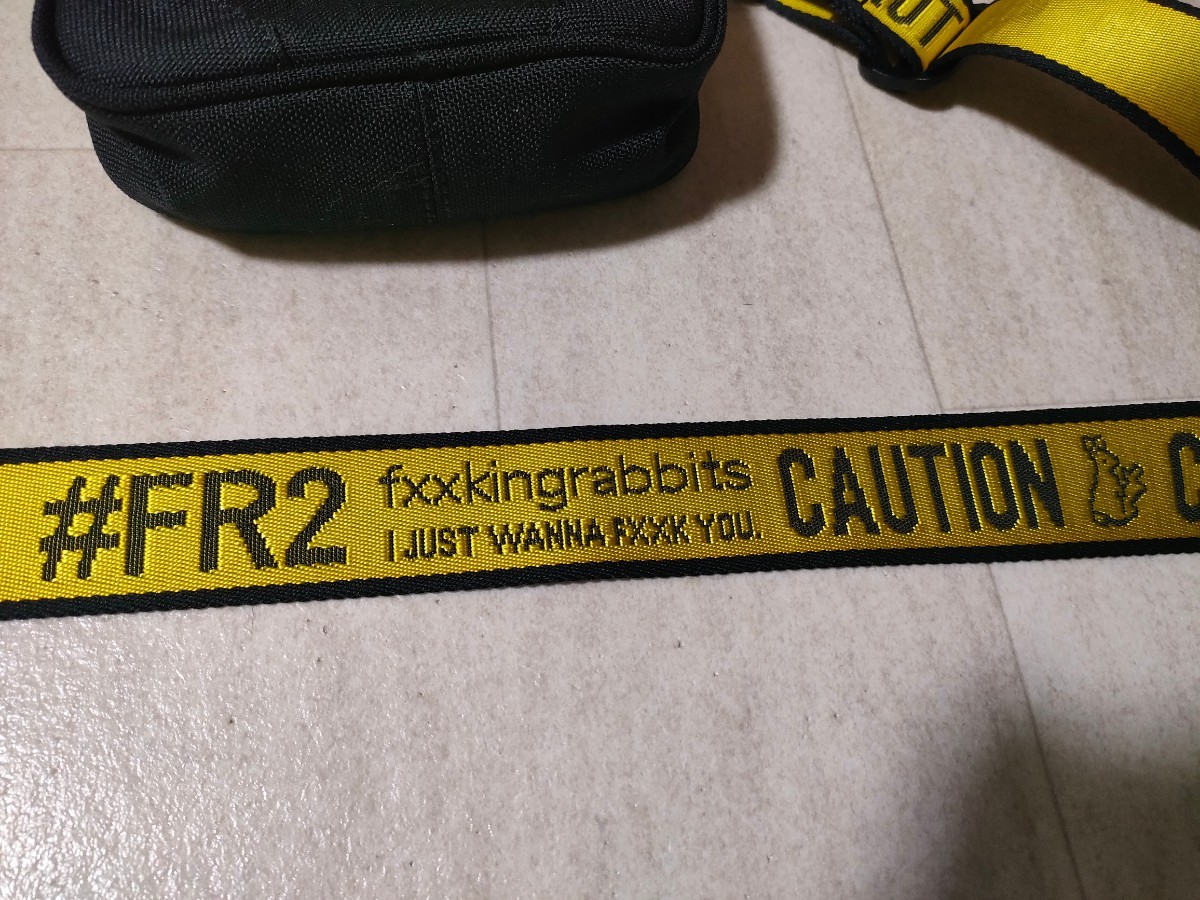 #FR2
fxxkingrabbits
I JUST WANNA FXXK YOU.
CAUTION